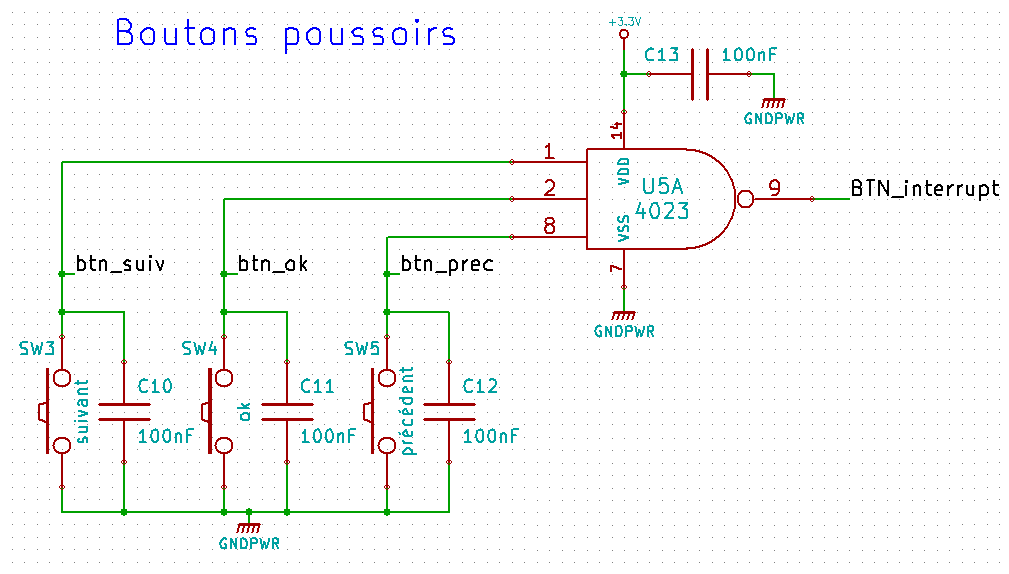 Boutons poussoirs
+3.3V
C13
100nF
GNDPWR
14
VDD
1
2
8
U5A
4023
VSS
7
9
BTN_interrupt
GNDPWR
btn_suiv
btn_ok
btn_prec
SW3
suivant
C10
100nF
SW4
ok
C11
100nF
SW5
précédent
C12
100nF
GNDPWR